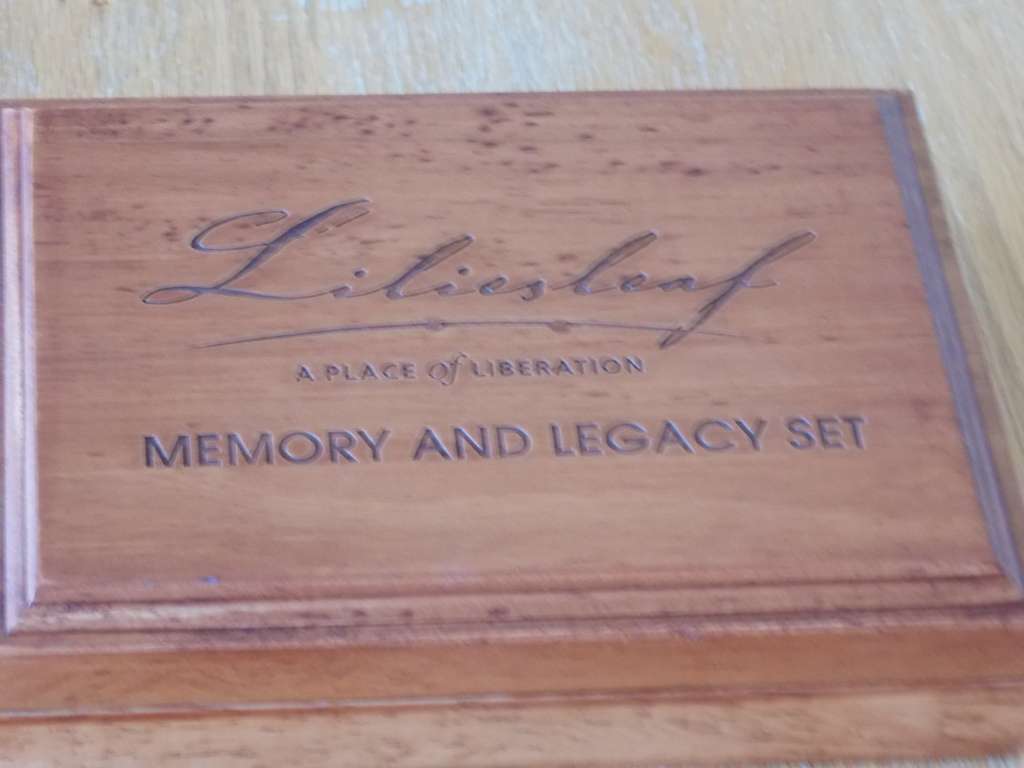 Liliesleaf
A PLACE of LIBERATION
MEMORY AND LEGACY SET